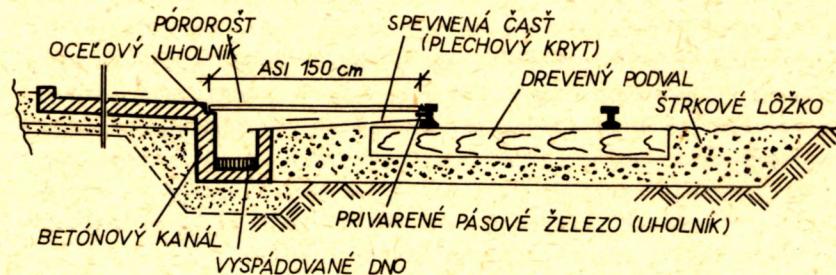 PÓROROŠT
OCEĽOVÝ UHOLNÍK
ASI 150 cm
SPEVNENÁ ČASŤ
(PLECHOVÝ KRYT)
DREVENÝ PODVAL
ŠTRKOVÉ LÔŽKO
BETÓNOVÝ KANÁL
VYSPÁDOVANÉ DNO
PRIVARENÉ PÁSOVÉ ŽELEZO (UHOLNÍK)